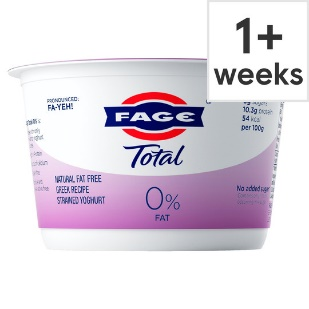 1+
weeks
PRONOUNCED:
FA-YEH!
FAGE
Total
10.3g protein
54 kcal
per 100g
NATURAL FAT FREE
GREEK RECIPE
STRAINED YOGHURT
0%
FAT
No added sugar